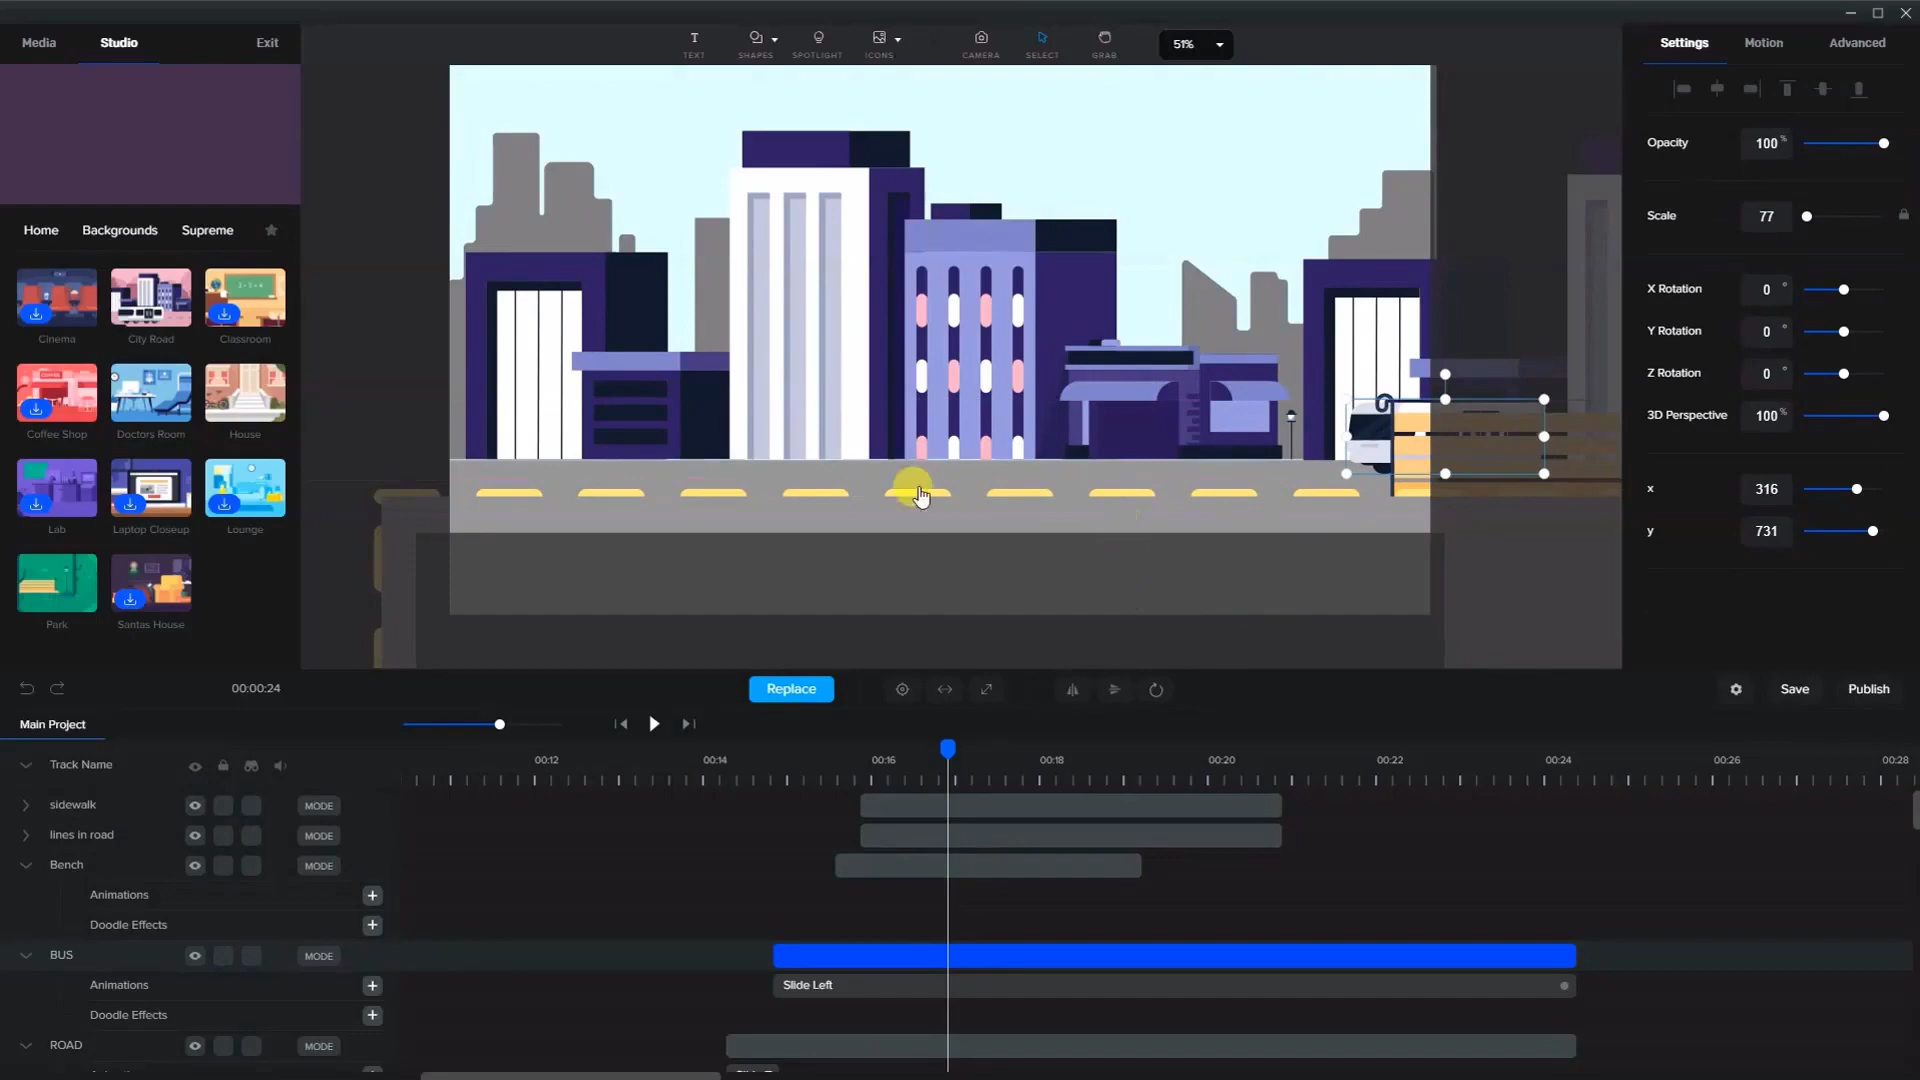 Media Studio Exit
TEXT SHAPES SPOTLIGHT ICONS CAMERA SELECT GRAB
51%
Settings Motion Advanced
Opacity 100 %
Scale 77
X Rotation 0 °
Y Rotation 0 °
Z Rotation 0 °
3D Perspective 100 %
x 316
y 731
Home Backgrounds Supreme
Cinema City Road Classroom
Coffee Shop Doctors Room House
Lab Laptop Closeup Lounge
Park Santas House
00:00:24
Replace
Save Publish
Main Project
Track Name
00:12 00:14 00:16 00:18 00:20 00:22 00:24 00:26 00:28
sidewalk MODE
lines in road MODE
Bench MODE
Animations +
Doodle Effects +
BUS MODE
Animations + Slide Left
Doodle Effects +
ROAD MODE